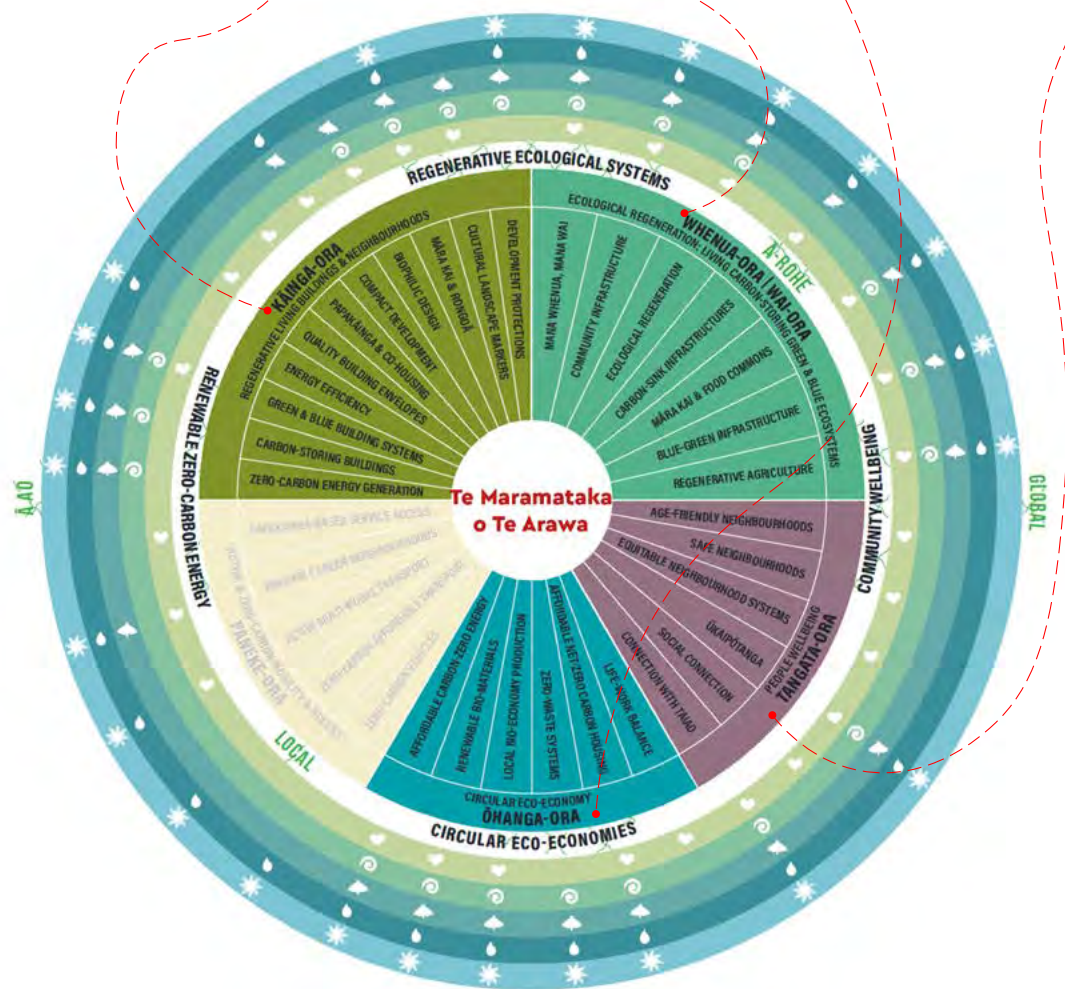 REGENERATIVE ECOLOGICAL SYSTEMS
COMMUNITY WELLBEING
CIRCULAR ECO-ECONOMIES
RENEWABLE ZERO-CARBON ENERGY
Ā-ROHE
GLOBAL
LOCAL
Ā AO
Te Maramataka
o Te Arawa
KĀINGA-ORA
REGENERATIVE LIVING BUILDINGS & NEIGHBOURHOODS
ZERO-CARBON ENERGY GENERATION
CARBON-STORING BUILDINGS
GREEN & BLUE BUILDING SYSTEMS
ENERGY EFFICIENCY
QUALITY BUILDING ENVELOPES
PAPAKĀINGA & CO-HOUSING
COMPACT DEVELOPMENT
BIOPHILIC DESIGN
MĀRA KAI & RONGOĀ
CULTURAL LANDSCAPE MARKERS
DEVELOPMENT PROTECTIONS
WHENUA-ORA | WAI-ORA
ECOLOGICAL REGENERATION: LIVING CARBON-STORING GREEN & BLUE ECOSYSTEMS
MANA WHENUA, MANA WAI
COMMUNITY INFRASTRUCTURE
ECOLOGICAL REGENERATION
CARBON-SINK INFRASTRUCTURES
MĀRA KAI & FOOD COMMONS
BLUE-GREEN INFRASTRUCTURE
REGENERATIVE AGRICULTURE
AGE-FRIENDLY NEIGHBOURHOODS
SAFE NEIGHBOURHOODS
EQUITABLE NEIGHBOURHOOD SYSTEMS
ŪKAIPŌTANGA
SOCIAL CONNECTION
CONNECTION WITH TAIAO
PEOPLE WELLBEING
TANGATA-ORA
LIFE-WORK BALANCE
AFFORDABLE NET-ZERO CARBON HOUSING
ZERO-WASTE SYSTEMS
LOCAL BIO-ECONOMY PRODUCTION
RENEWABLE BIO-MATERIALS
AFFORDABLE CARBON-ZERO ENERGY
CIRCULAR ECO-ECONOMY
ŌHANGA-ORA